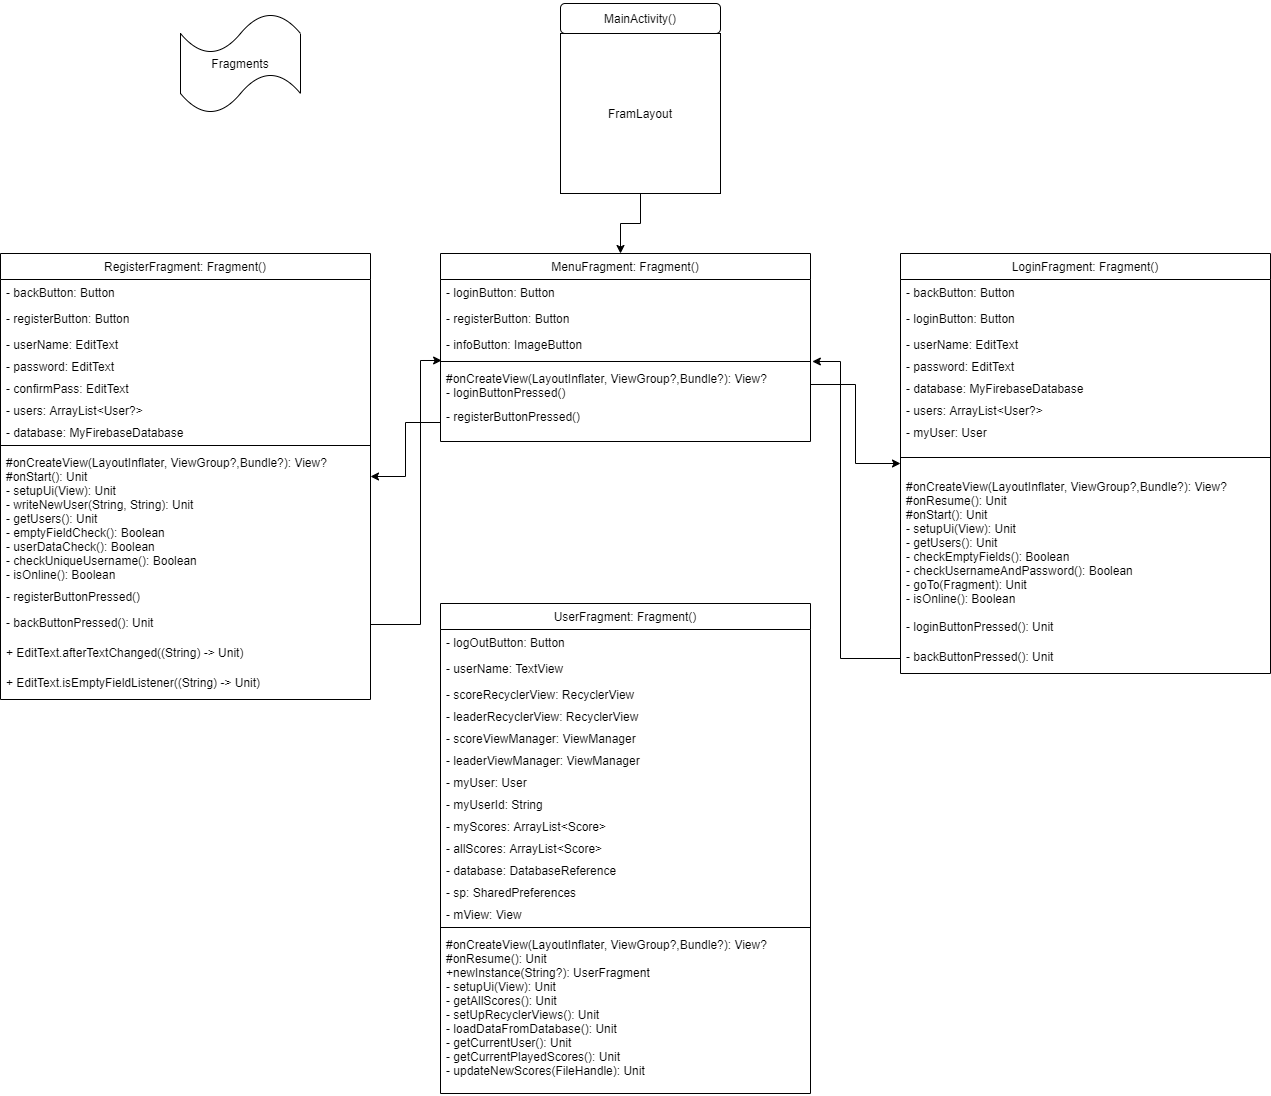 Fragments
MainActivity()
FramLayout
RegisterFragment: Fragment()
- backButton: Button
- registerButton: Button
- userName: EditText
- password: EditText
- confirmPass: EditText
- users: ArrayList<User?>
- database: MyFirebaseDatabase
#onCreateView(LayoutInflater, ViewGroup?,Bundle?): View?
#onStart(): Unit
- setupUi(View): Unit
- writeNewUser(String, String): Unit
- getUsers(): Unit
- emptyFieldCheck(): Boolean
- userDataCheck(): Boolean
- checkUniqueUsername(): Boolean
- isOnline(): Boolean
- registerButtonPressed()
- backButtonPressed(): Unit
+ EditText.afterTextChanged((String) -> Unit)
+ EditText.isEmptyFieldListener((String) -> Unit)
MenuFragment: Fragment()
- loginButton: Button
- registerButton: Button
- infoButton: ImageButton
#onCreateView(LayoutInflater, ViewGroup?,Bundle?): View?
- loginButtonPressed()
- registerButtonPressed()
LoginFragment: Fragment()
- backButton: Button
- loginButton: Button
- userName: EditText
- password: EditText
- database: MyFirebaseDatabase
- users: ArrayList<User?>
- myUser: User
#onCreateView(LayoutInflater, ViewGroup?,Bundle?): View?
#onResume(): Unit
#onStart(): Unit
- setupUi(View): Unit
- getUsers(): Unit
- checkEmptyFields(): Boolean
- checkUsernameAndPassword(): Boolean
- goTo(Fragment): Unit
- isOnline(): Boolean
- loginButtonPressed(): Unit
- backButtonPressed(): Unit
UserFragment: Fragment()
- logOutButton: Button
- userName: TextView
- scoreRecyclerView: RecyclerView
- leaderRecyclerView: RecyclerView
- scoreViewManager: ViewManager
- leaderViewManager: ViewManager
- myUser: User
- myUserId: String
- myScores: ArrayList<Score>
- allScores: ArrayList<Score>
- database: DatabaseReference
- sp: SharedPreferences
- mView: View
#onCreateView(LayoutInflater, ViewGroup?,Bundle?): View?
#onResume(): Unit
+newInstance(String?): UserFragment
- setupUi(View): Unit
- getAllScores(): Unit
- setUpRecyclerViews(): Unit
- loadDataFromDatabase(): Unit
- getCurrentUser(): Unit
- getCurrentPlayedScores(): Unit
- updateNewScores(FileHandle): Unit